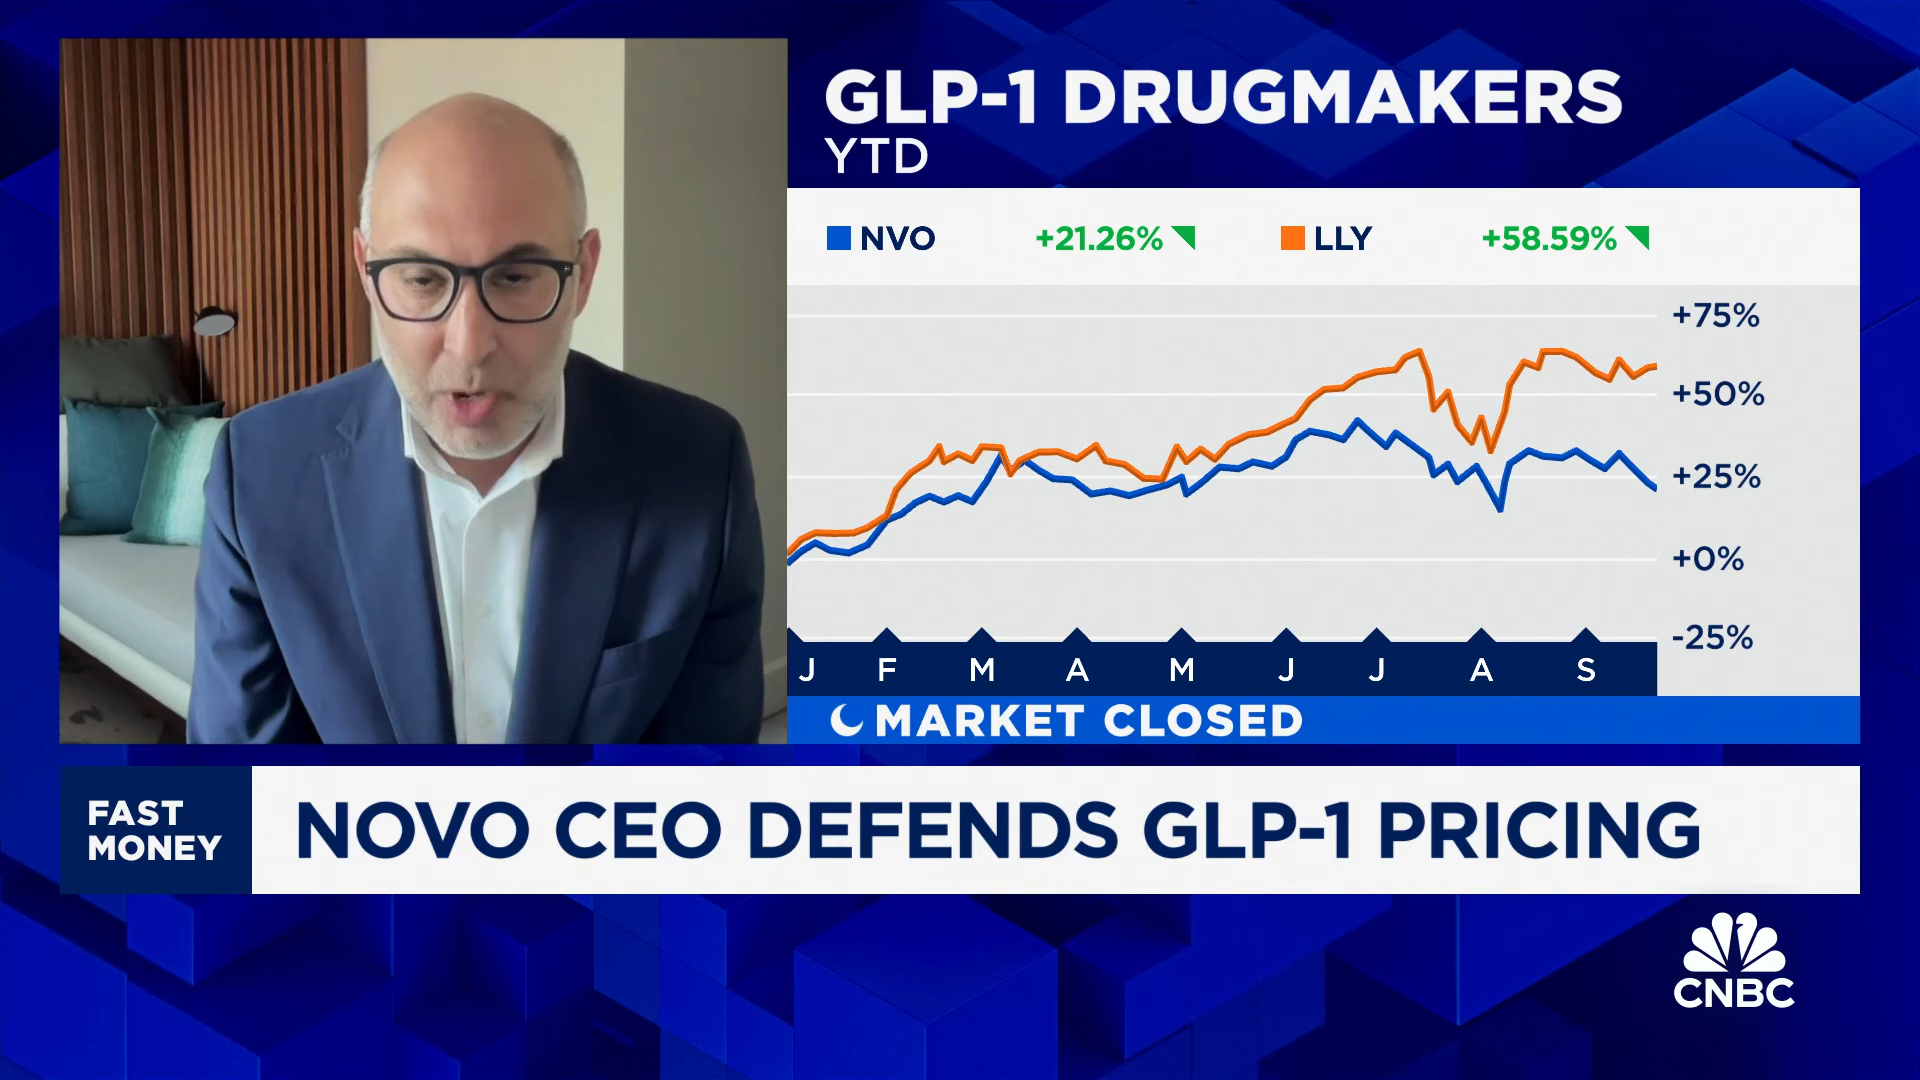 GLP-1 DRUGMAKERS
YTD
NVO +21.26% LLY +58.59%
+75%
+50%
+25%
+0%
-25%
J F M A M J J A S
MARKET CLOSED
FAST
MONEY
NOVO CEO DEFENDS GLP-1 PRICING
CNBC